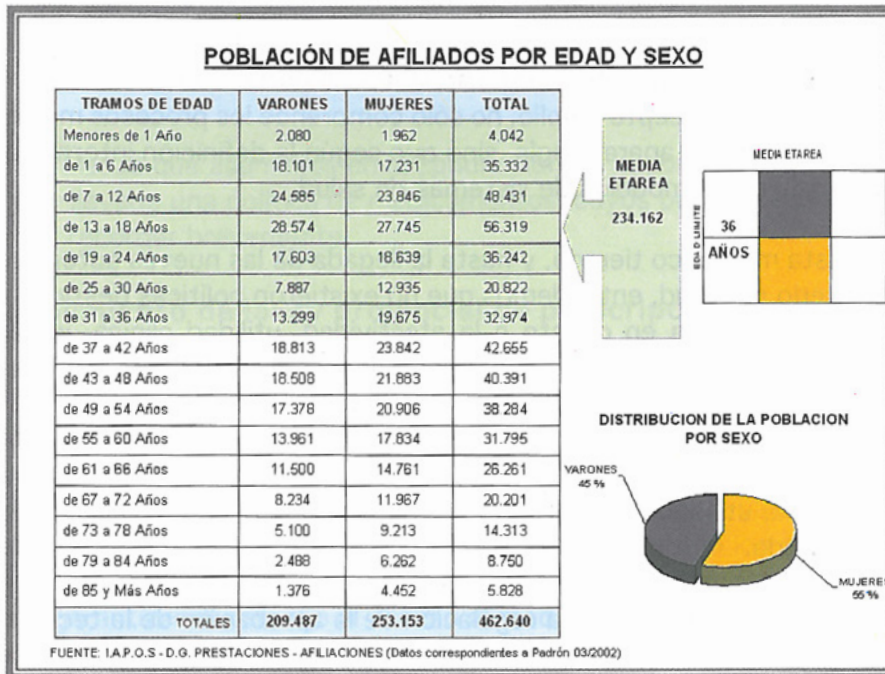 POBLACIÓN DE AFILIADOS POR EDAD Y SEXO
TRAMOS DE EDAD VARONES MUJERES TOTAL
Menores de 1 Año 2.080 1.962 4.042
de 1 a 6 Años 18.101 17.231 35.332
de 7 a 12 Años 24.585 23.846 48.431
de 13 a 18 Años 28.574 27.745 56.319
de 19 a 24 Años 17.603 18.639 36.242
de 25 a 30 Años 7.887 12.935 20.822
de 31 a 36 Años 13.299 19.675 32.974
de 37 a 42 Años 18.813 23.842 42.655
de 43 a 48 Años 18.508 21.883 40.391
de 49 a 54 Años 17.378 20.906 38.284
de 55 a 60 Años 13.961 17.834 31.795
de 61 a 66 Años 11.500 14.761 26.261
de 67 a 72 Años 8.234 11.967 20.201
de 73 a 78 Años 5.100 9.213 14.313
de 79 a 84 Años 2.488 6.262 8.750
de 85 y Más Años 1.376 4.452 5.828
TOTALES 209.487 253.153 462.640
MEDIA
ETAREA
234.162
MEDIA ETAREA
EDAD LIMITE
36
AÑOS
DISTRIBUCION DE LA POBLACION
POR SEXO
VARONES
45 %
MUJERES
55 %
FUENTE: I.A.P.O.S - D.G. PRESTACIONES - AFILIACIONES (Datos correspondientes a Padrón 03/2002)